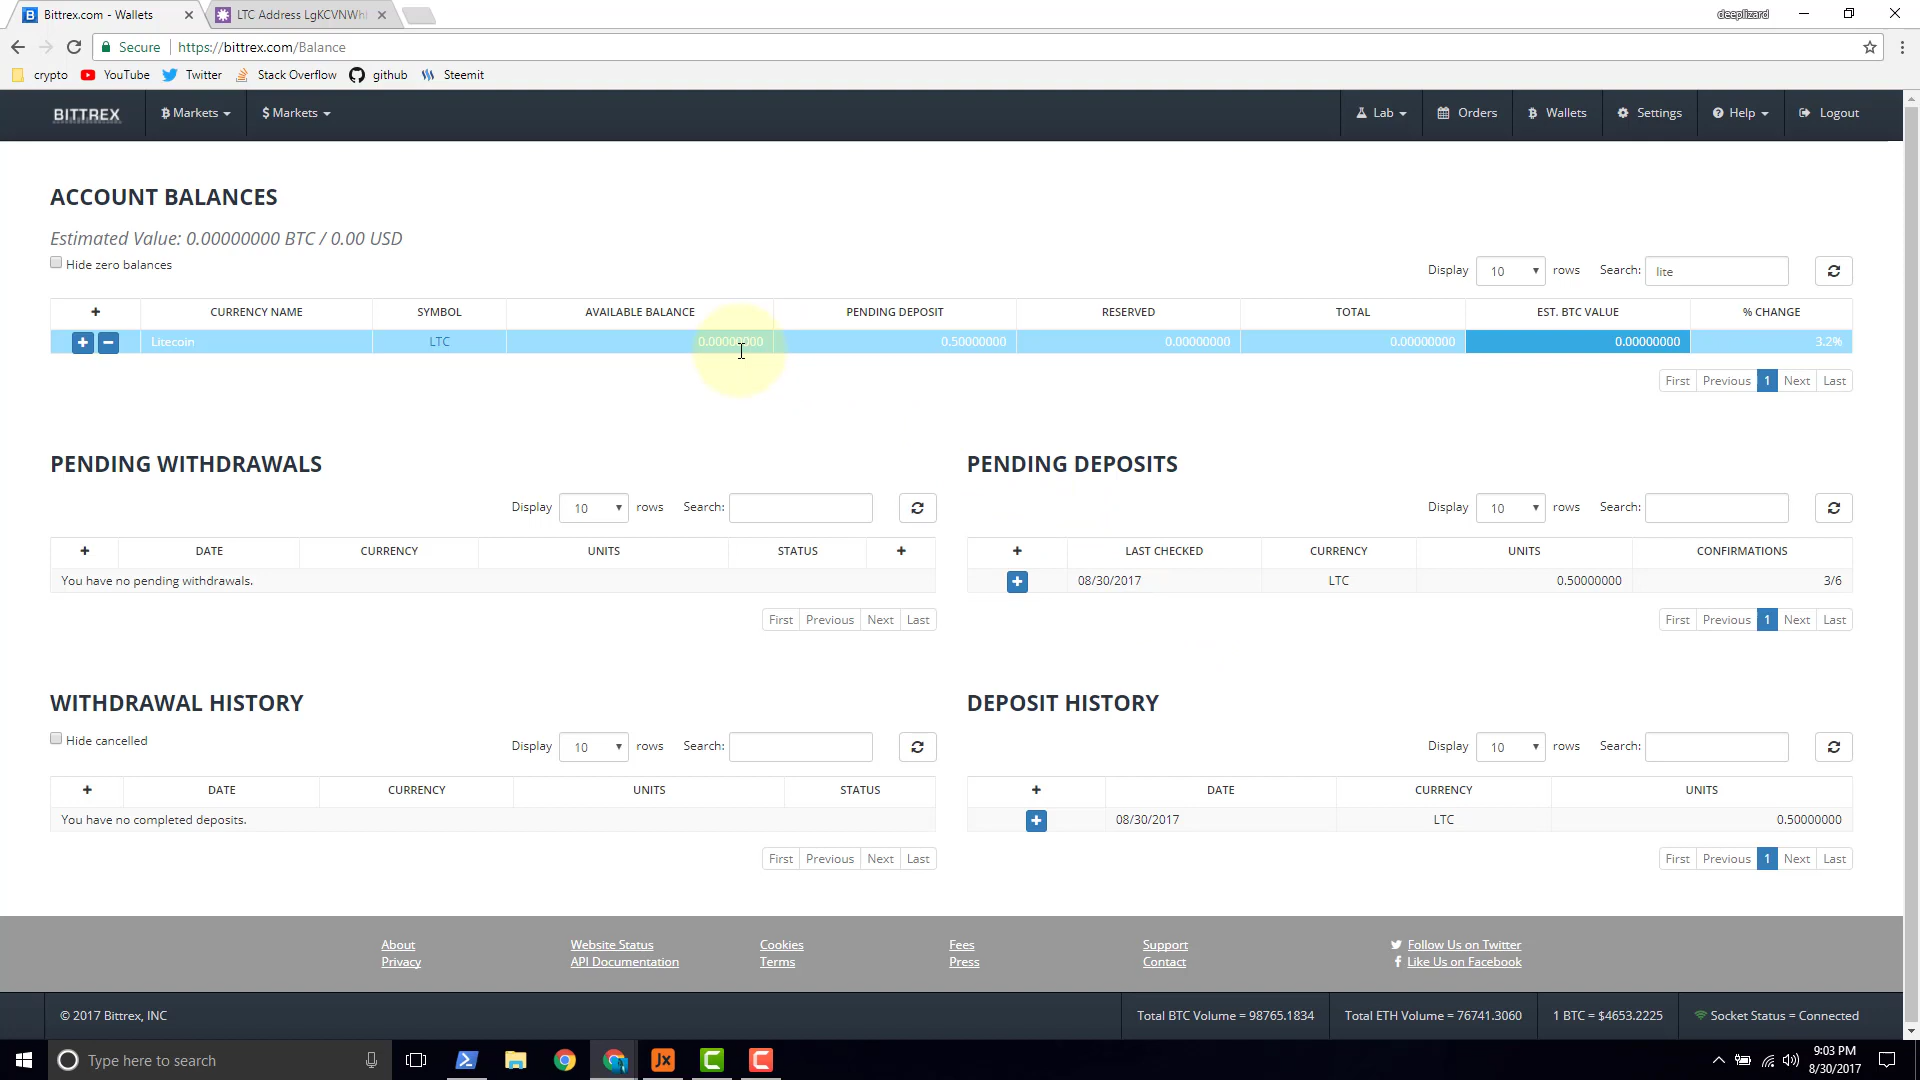 Bittrex.com - Wallets
LTC Address LgKCVNWh
deeplizard
Secure
https://bittrex.com/Balance
crypto
YouTube
Twitter
Stack Overflow
github
Steemit
BITTREX
Markets
$ Markets
Lab
Orders
Wallets
Settings
Help
Logout
ACCOUNT BALANCES
Estimated Value: 0.00000000 BTC / 0.00 USD
Hide zero balances
Display 10 rows Search: lite
+ CURRENCY NAME SYMBOL AVAILABLE BALANCE PENDING DEPOSIT RESERVED TOTAL EST. BTC VALUE % CHANGE
Litecoin LTC 0.00000000 0.50000000 0.00000000 0.00000000 0.00000000 3.2%
First Previous 1 Next Last
PENDING WITHDRAWALS
Display 10 rows Search:
+ DATE CURRENCY UNITS STATUS +
You have no pending withdrawals.
First Previous Next Last
PENDING DEPOSITS
Display 10 rows Search:
+ LAST CHECKED CURRENCY UNITS CONFIRMATIONS
08/30/2017 LTC 0.50000000 3/6
First Previous 1 Next Last
WITHDRAWAL HISTORY
Hide cancelled
Display 10 rows Search:
+ DATE CURRENCY UNITS STATUS
You have no completed deposits.
First Previous Next Last
DEPOSIT HISTORY
Display 10 rows Search:
+ DATE CURRENCY UNITS
08/30/2017 LTC 0.50000000
First Previous 1 Next Last
About Website Status Cookies Fees Support Follow Us on Twitter
Privacy API Documentation Terms Press Contact Like Us on Facebook
© 2017 Bittrex, INC
Total BTC Volume = 98765.1834
Total ETH Volume = 76741.3060
1 BTC = $4653.2225
Socket Status = Connected
Type here to search
Jx
9:03 PM
8/30/2017